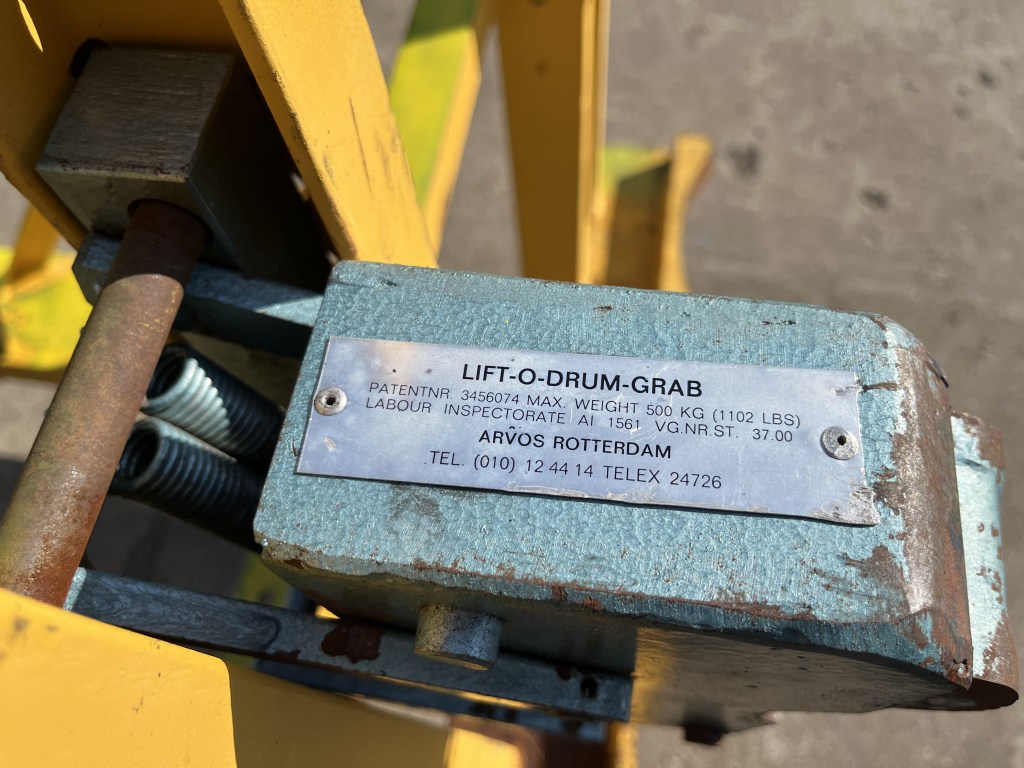 LIFT-O-DRUM-GRAB
PATENTNR. 3456074 MAX. WEIGHT 500 KG (1102 LBS)
LABOUR INSPECTORATE AI 1561 VG.NR.ST. 37.00
ARVOS ROTTERDAM
TEL. (010) 12 44 14 TELEX 24726